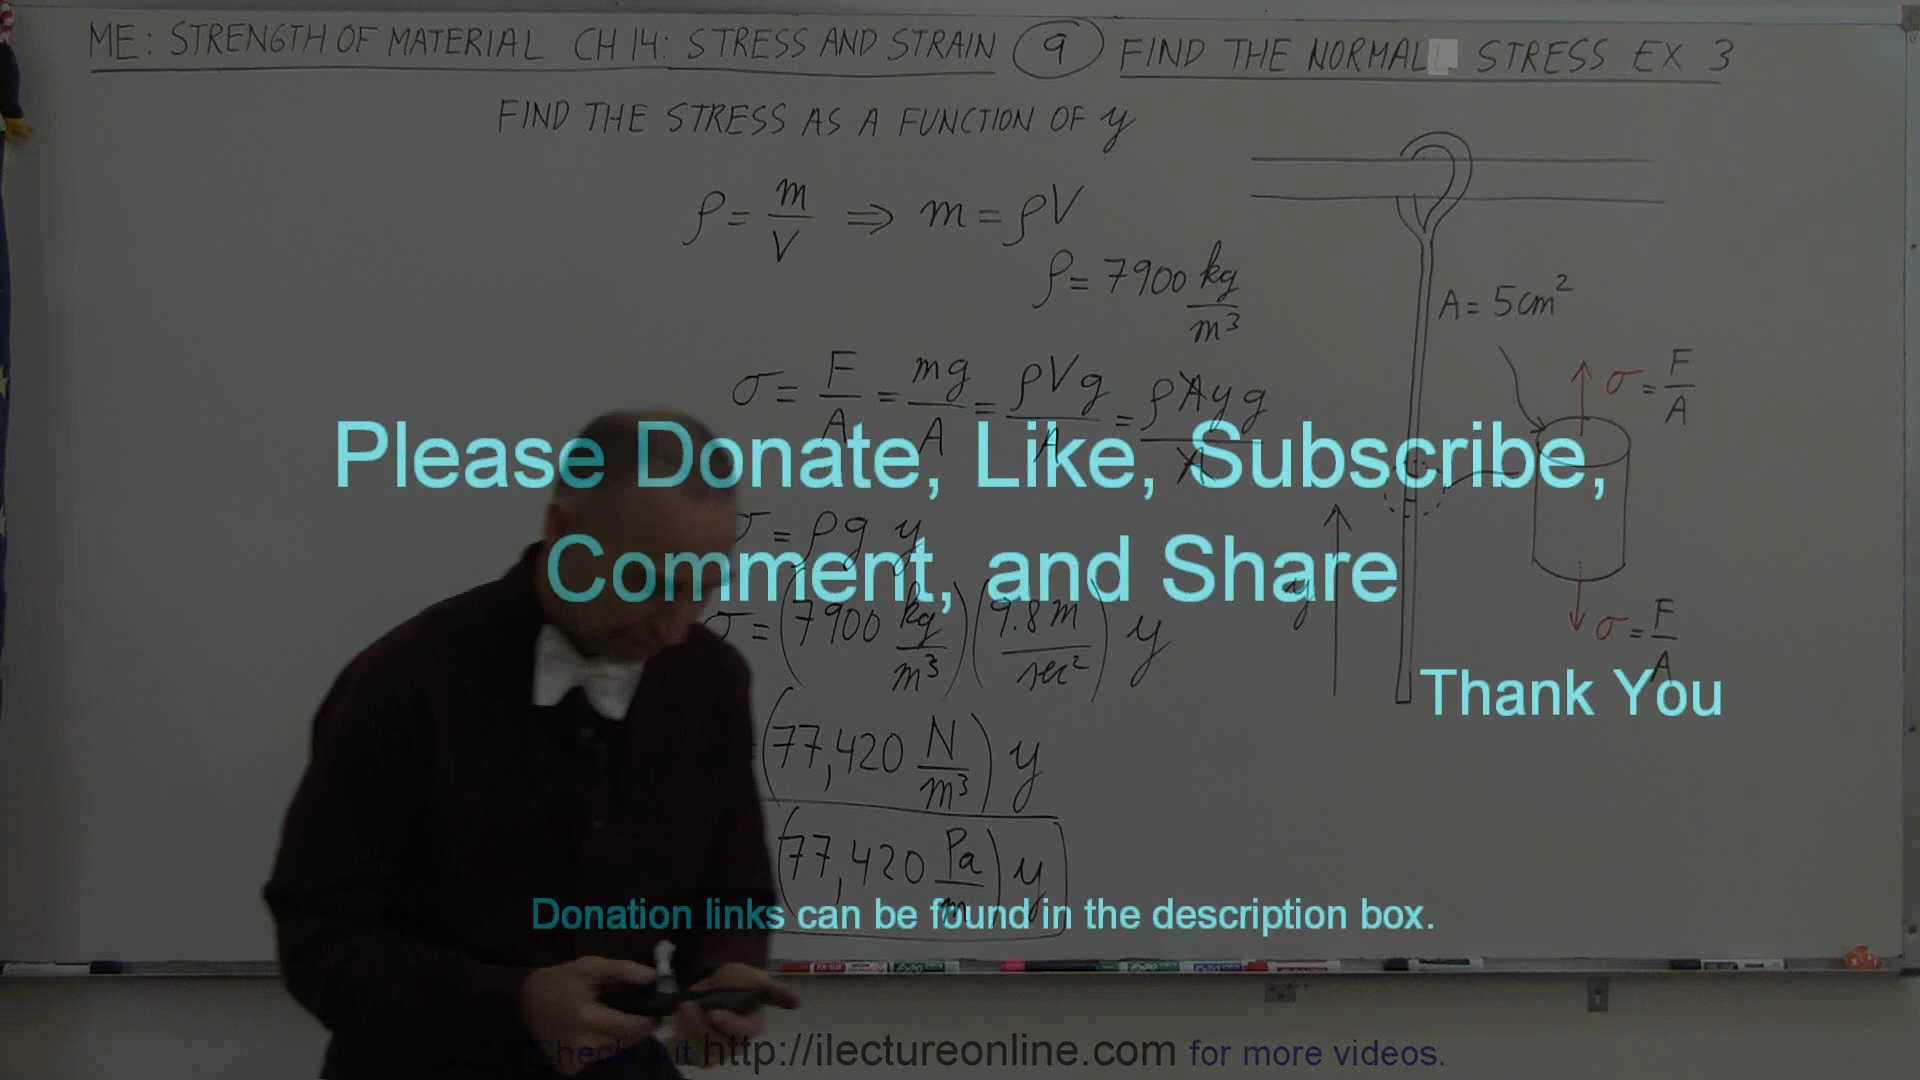 ME: STRENGTH OF MATERIAL CH 14: STRESS AND STRAIN 9 FIND THE NORMAL STRESS EX 3
FIND THE STRESS AS A FUNCTION OF y
ρ = m/V ⇒ m = ρV
ρ = 7900 kg/m³
A = 5cm²
σ = F/A = mg/A = ρVg/A = ρAyg/A
σ = F/A
Please Donate, Like, Subscribe,
σ = ρg y
Comment, and Share
y
σ = (7900 kg/m³)(9.8 m/sec²) y
σ = F/A
Thank You
(77,420 N/m³) y
(77,420 Pa/m) y
Donation links can be found in the description box.
Check out http://ilectureonline.com for more videos.